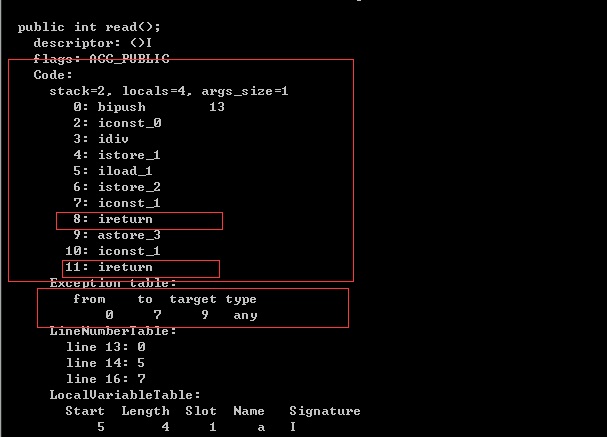 public int read();
descriptor: ()I
flags: ACC_PUBLIC
Code:
stack=2, locals=4, args_size=1
0: bipush 13
2: iconst_0
3: idiv
4: istore_1
5: iload_1
6: istore_2
7: iconst_1
8: ireturn
9: astore_3
10: iconst_1
11: ireturn
Exception table:
from to target type
0 7 9 any
LineNumberTable:
line 13: 0
line 14: 5
line 16: 7
LocalVariableTable:
Start Length Slot Name Signature
5 4 1 a I